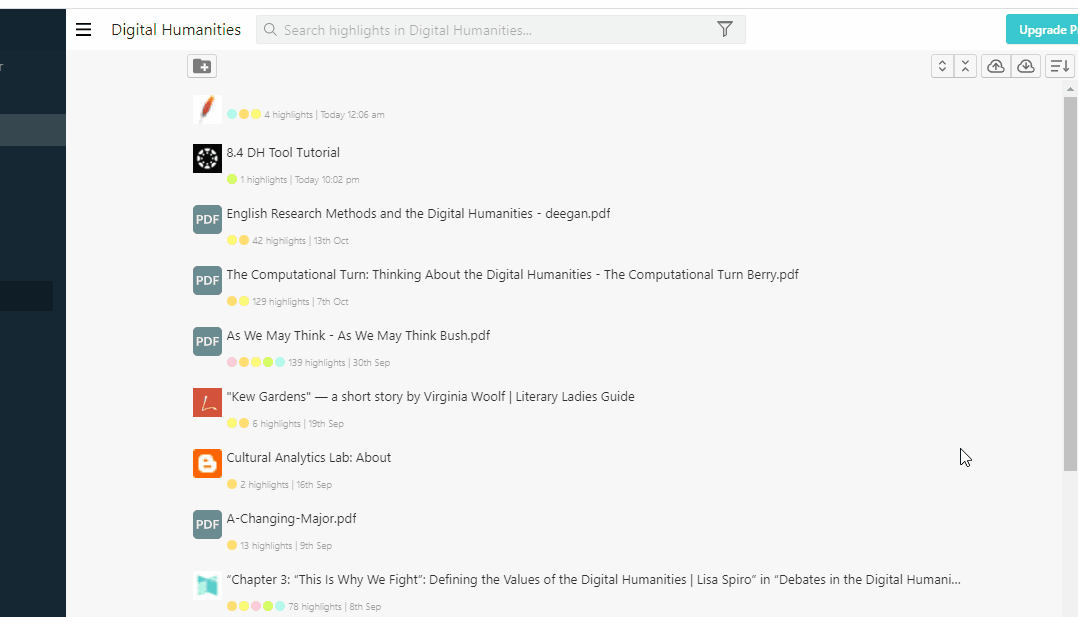 r
Digital Humanities
Search highlights in Digital Humanities...
Upgrade P
4 highlights | Today 12:06 am
8.4 DH Tool Tutorial
1 highlights | Today 10:02 pm
PDF English Research Methods and the Digital Humanities - deegan.pdf
42 highlights | 13th Oct
PDF The Computational Turn: Thinking About the Digital Humanities - The Computational Turn Berry.pdf
129 highlights | 7th Oct
PDF As We May Think - As We May Think Bush.pdf
139 highlights | 30th Sep
"Kew Gardens" — a short story by Virginia Woolf | Literary Ladies Guide
6 highlights | 19th Sep
Cultural Analytics Lab: About
2 highlights | 16th Sep
PDF A-Changing-Major.pdf
13 highlights | 9th Sep
“Chapter 3: “This Is Why We Fight”: Defining the Values of the Digital Humanities | Lisa Spiro” in “Debates in the Digital Humani...
78 highlights | 8th Sep